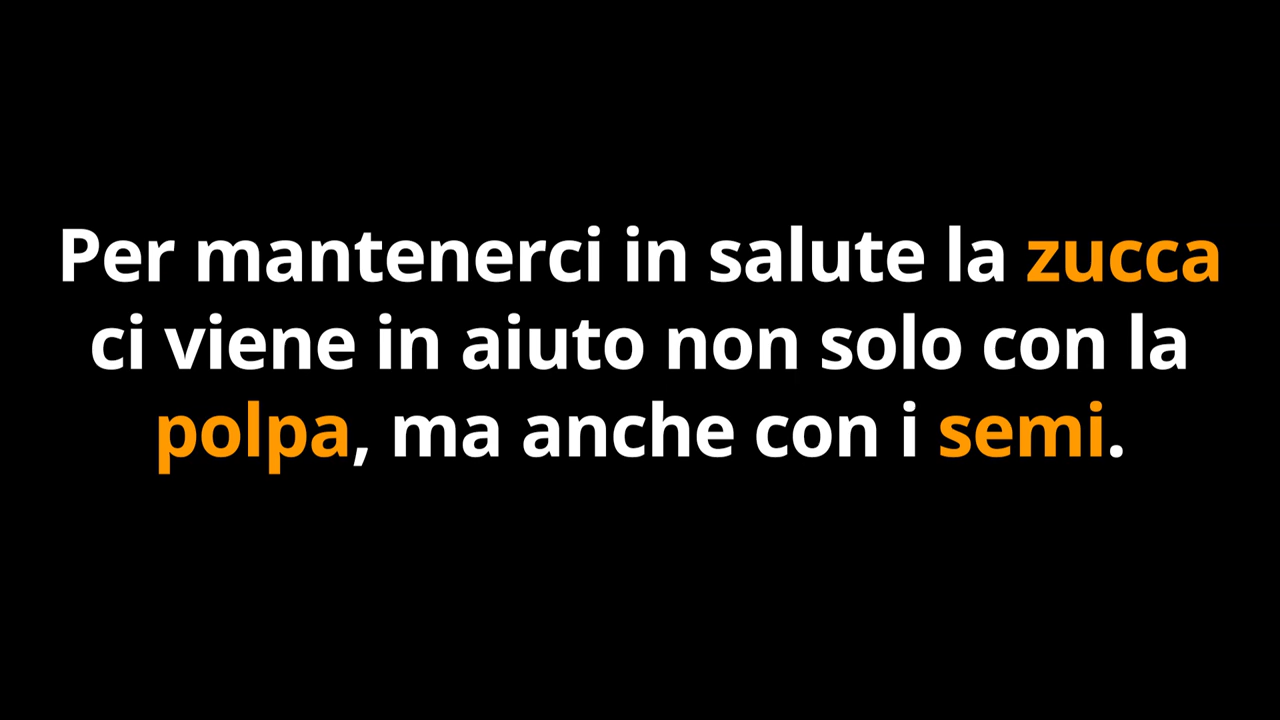 Per mantenerci in salute la zucca
ci viene in aiuto non solo con la
polpa, ma anche con i semi.